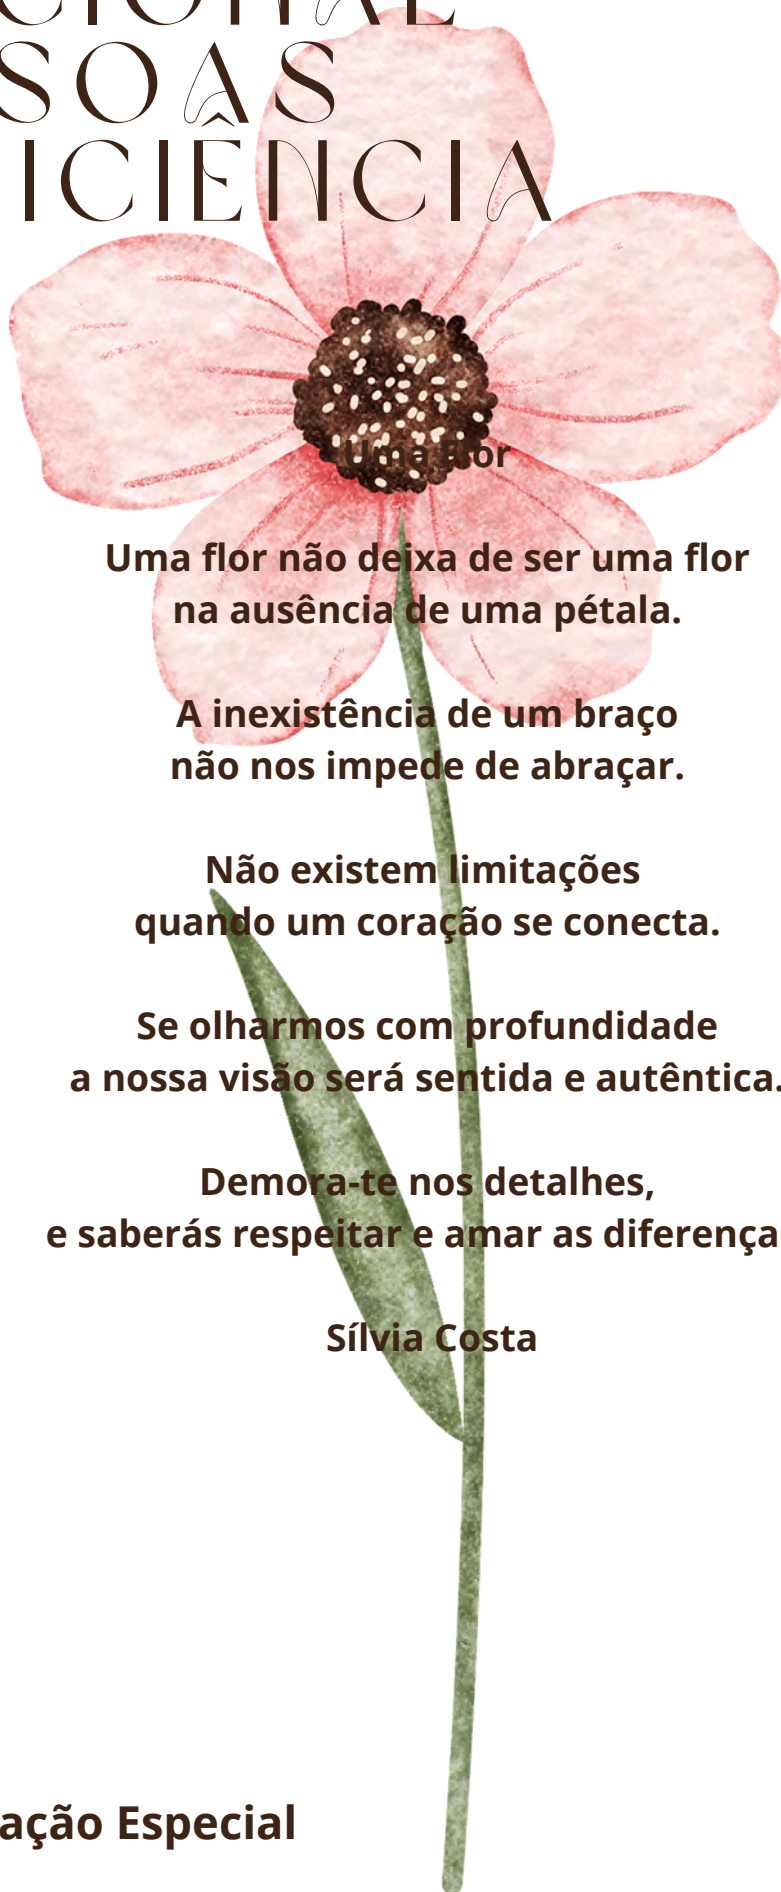 CIONAL
SOAS
ICIÊNCIA
Uma Flor
Uma flor não deixa de ser uma flor
na ausência de uma pétala.
A inexistência de um braço
não nos impede de abraçar.
Não existem limitações
quando um coração se conecta.
Se olharmos com profundidade
a nossa visão será sentida e autêntica.
Demora-te nos detalhes,
e saberás respeitar e amar as diferença
Sílvia Costa
ação Especial